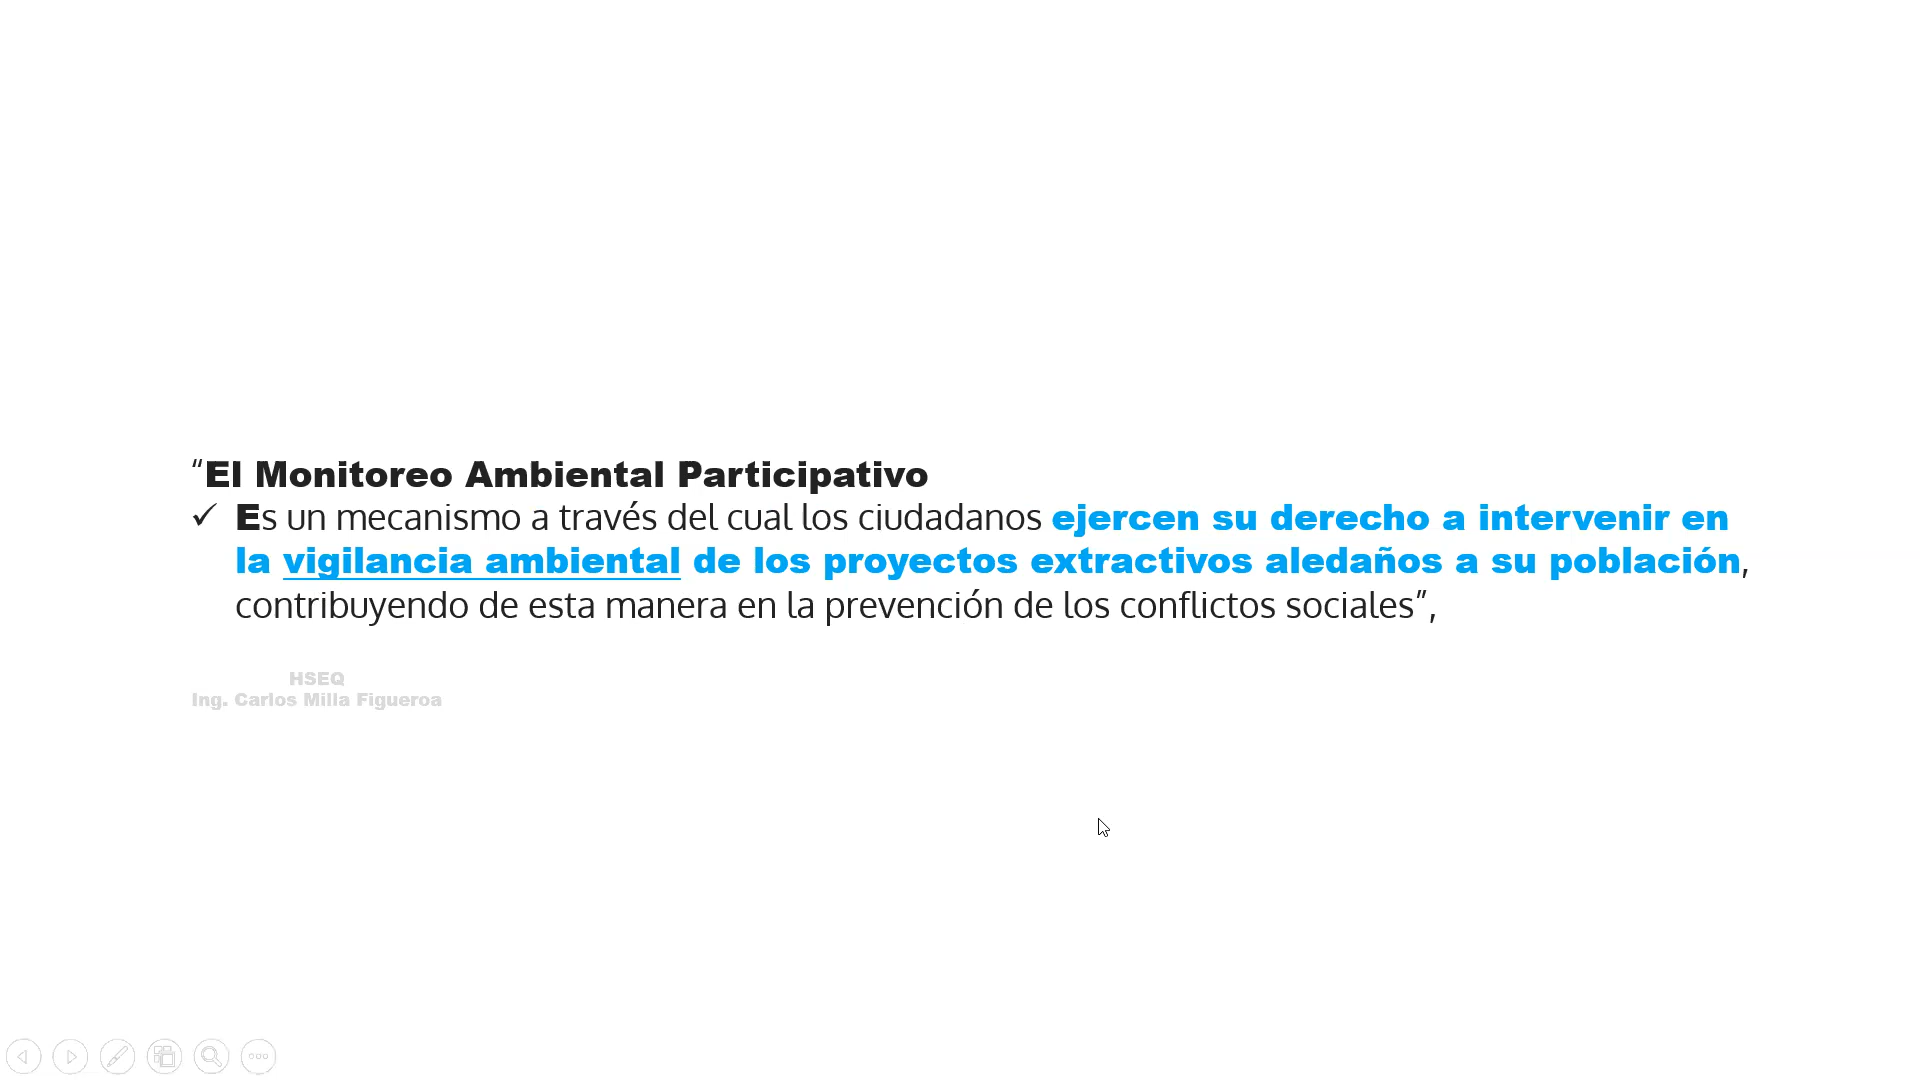 “El Monitoreo Ambiental Participativo
✓ Es un mecanismo a través del cual los ciudadanos ejercen su derecho a intervenir en
la vigilancia ambiental de los proyectos extractivos aledaños a su población,
contribuyendo de esta manera en la prevención de los conflictos sociales”,
HSEQ
Ing. Carlos Milla Figueroa